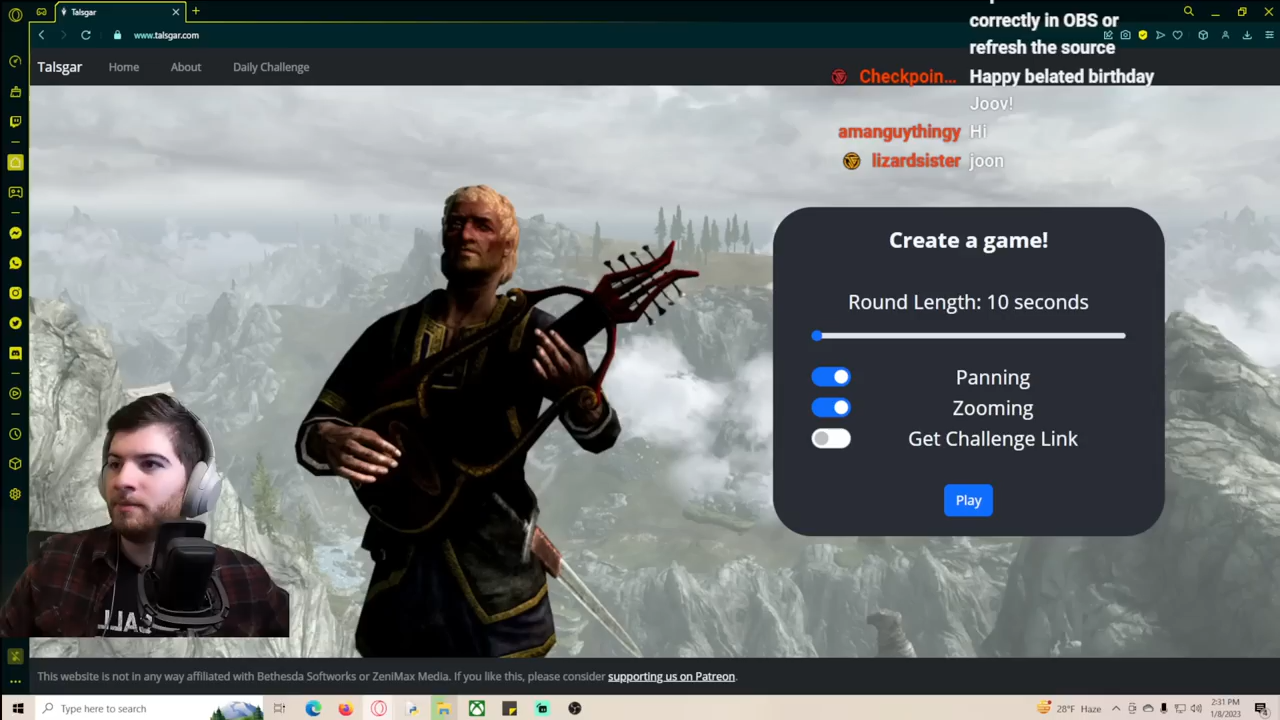 Talsgar
www.talsgar.com
correctly in OBS or
refresh the source
Talsgar Home About Daily Challenge
Checkpoin... Happy belated birthday
Joov!
amanguythingy Hi
lizardsister joon
Create a game!
Round Length: 10 seconds
Panning
Zooming
Get Challenge Link
Play
This website is not in any way affiliated with Bethesda Softworks or ZeniMax Media. If you like this, please consider supporting us on Patreon.
Type here to search
28°F Haze
2:31 PM
1/8/2023